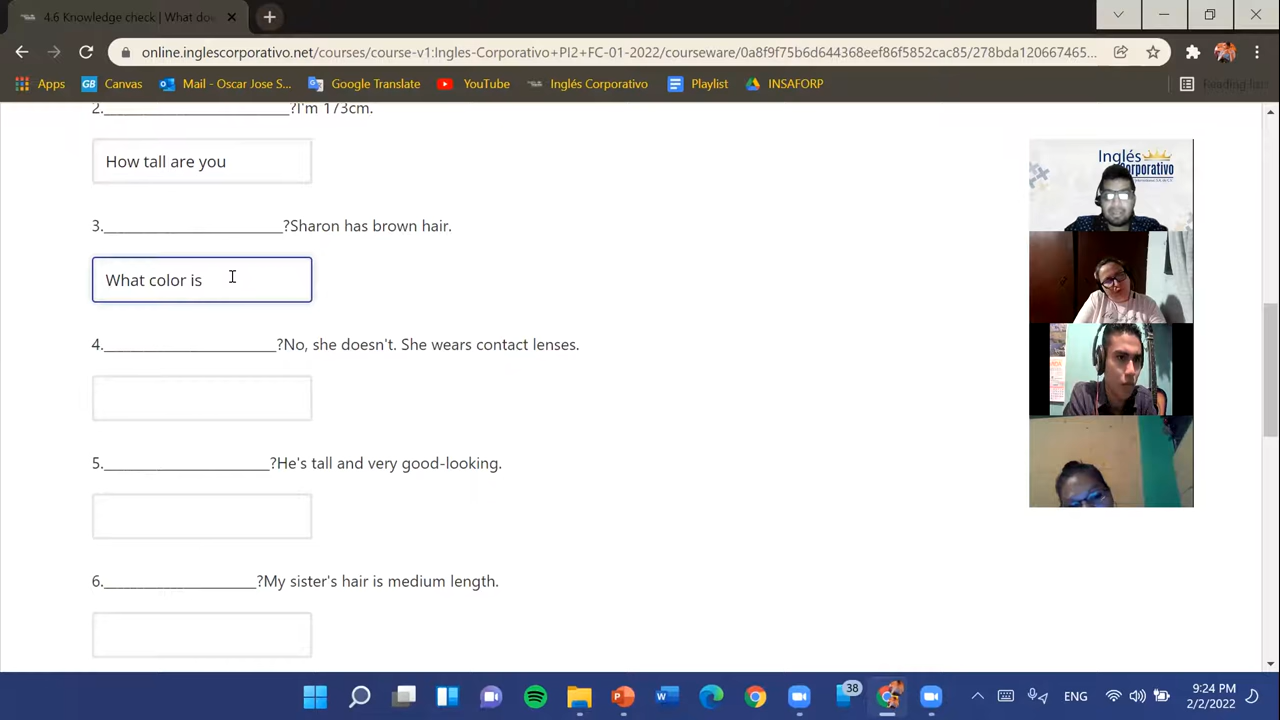 4.6 Knowledge check | What do
online.inglescorporativo.net/courses/course-v1:Ingles-Corporativo+PI2+FC-01-2022/courseware/0a8f9f75b6d644368eef86f5852cac85/278bda120667465...
Apps
Canvas
Mail - Oscar Jose S...
Google Translate
YouTube
Inglés Corporativo
Playlist
INSAFORP
Reading list
2.______________________?I'm 173cm.
How tall are you
3.______________________?Sharon has brown hair.
What color is
4.______________________?No, she doesn't. She wears contact lenses.
5.______________________?He's tall and very good-looking.
6.____________________?My sister's hair is medium length.
Inglés
Corporativo
38
ENG
9:24 PM
2/2/2022